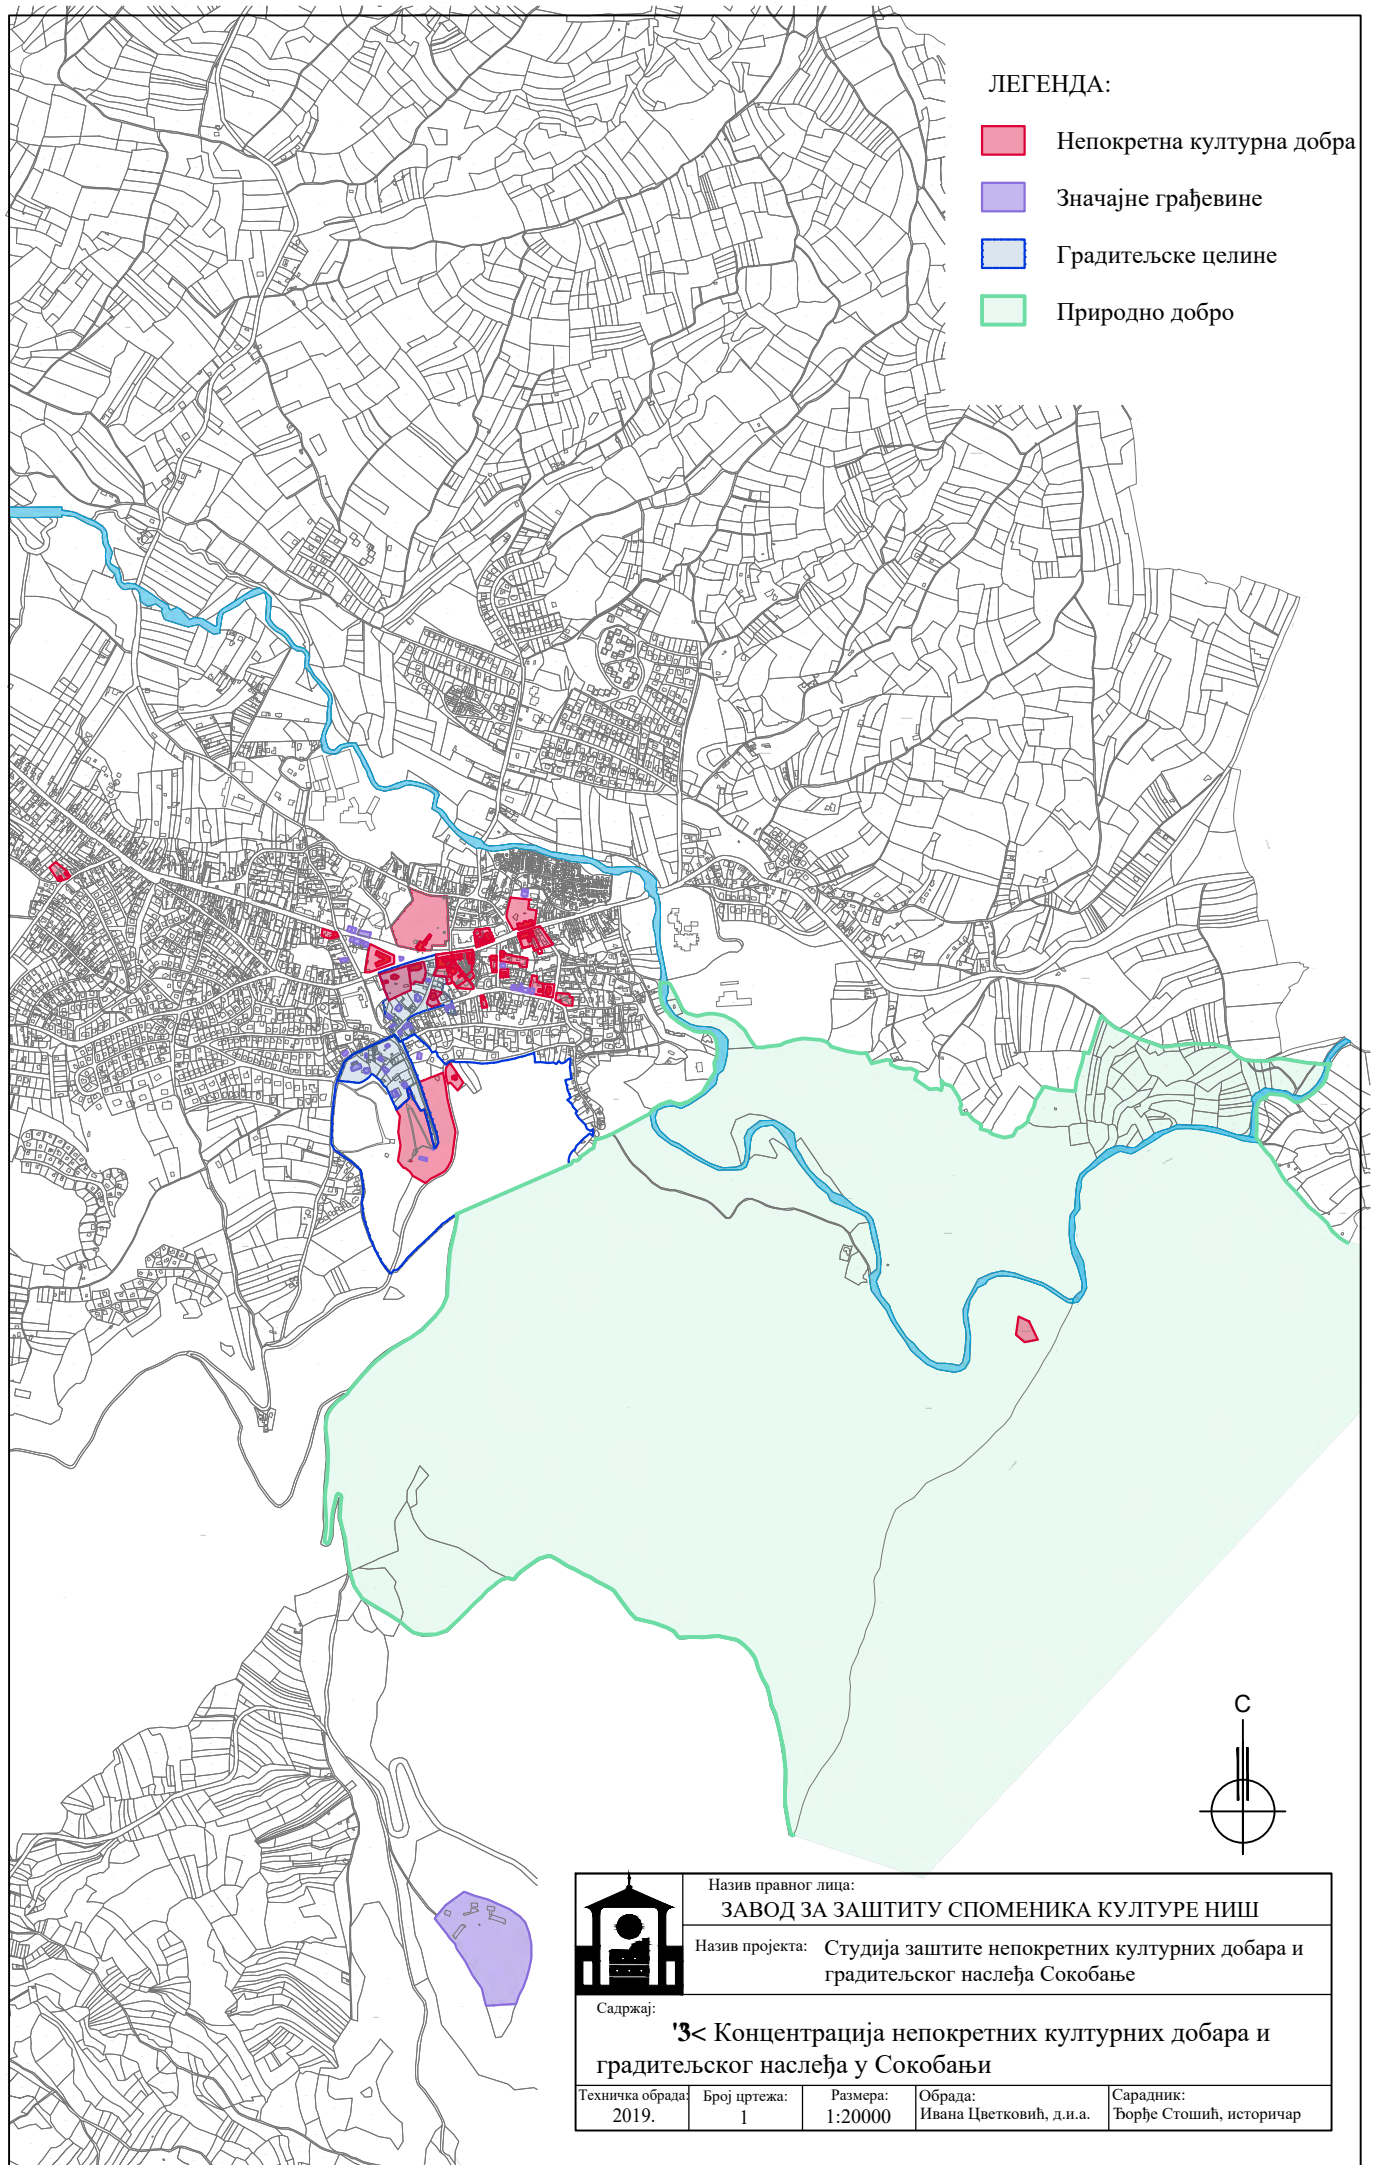 ЛЕГЕНДА:
Непокретна културна добра
Значајне грађевине
Градитељске целине
Природно добро
С
Назив правног лица:
ЗАВОД ЗА ЗАШТИТУ СПОМЕНИКА КУЛТУРЕ НИШ
Назив пројекта: Студија заштите непокретних културних добара и
градитељског наслеђа Сокобање
Садржај:
'3< Концентрација непокретних културних добара и
градитељског наслеђа у Сокобањи
Техничка обрада:
2019.
Број цртежа:
1
Размера:
1:20000
Обрада:
Ивана Цветковић, д.и.а.
Сарадник:
Ђорђе Стошић, историчар